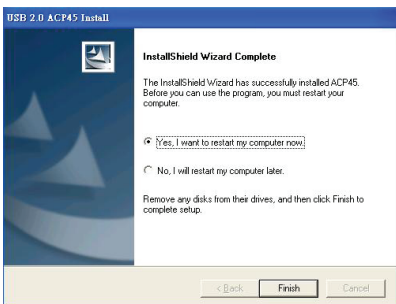 USB 2.0 ACP45 Install
InstallShield Wizard Complete
The InstallShield Wizard has successfully installed ACP45.
Before you can use the program, you must restart your
computer.
Yes, I want to restart my computer now.
No, I will restart my computer later.
Remove any disks from their drives, and then click Finish to
complete setup.
< Back Finish Cancel